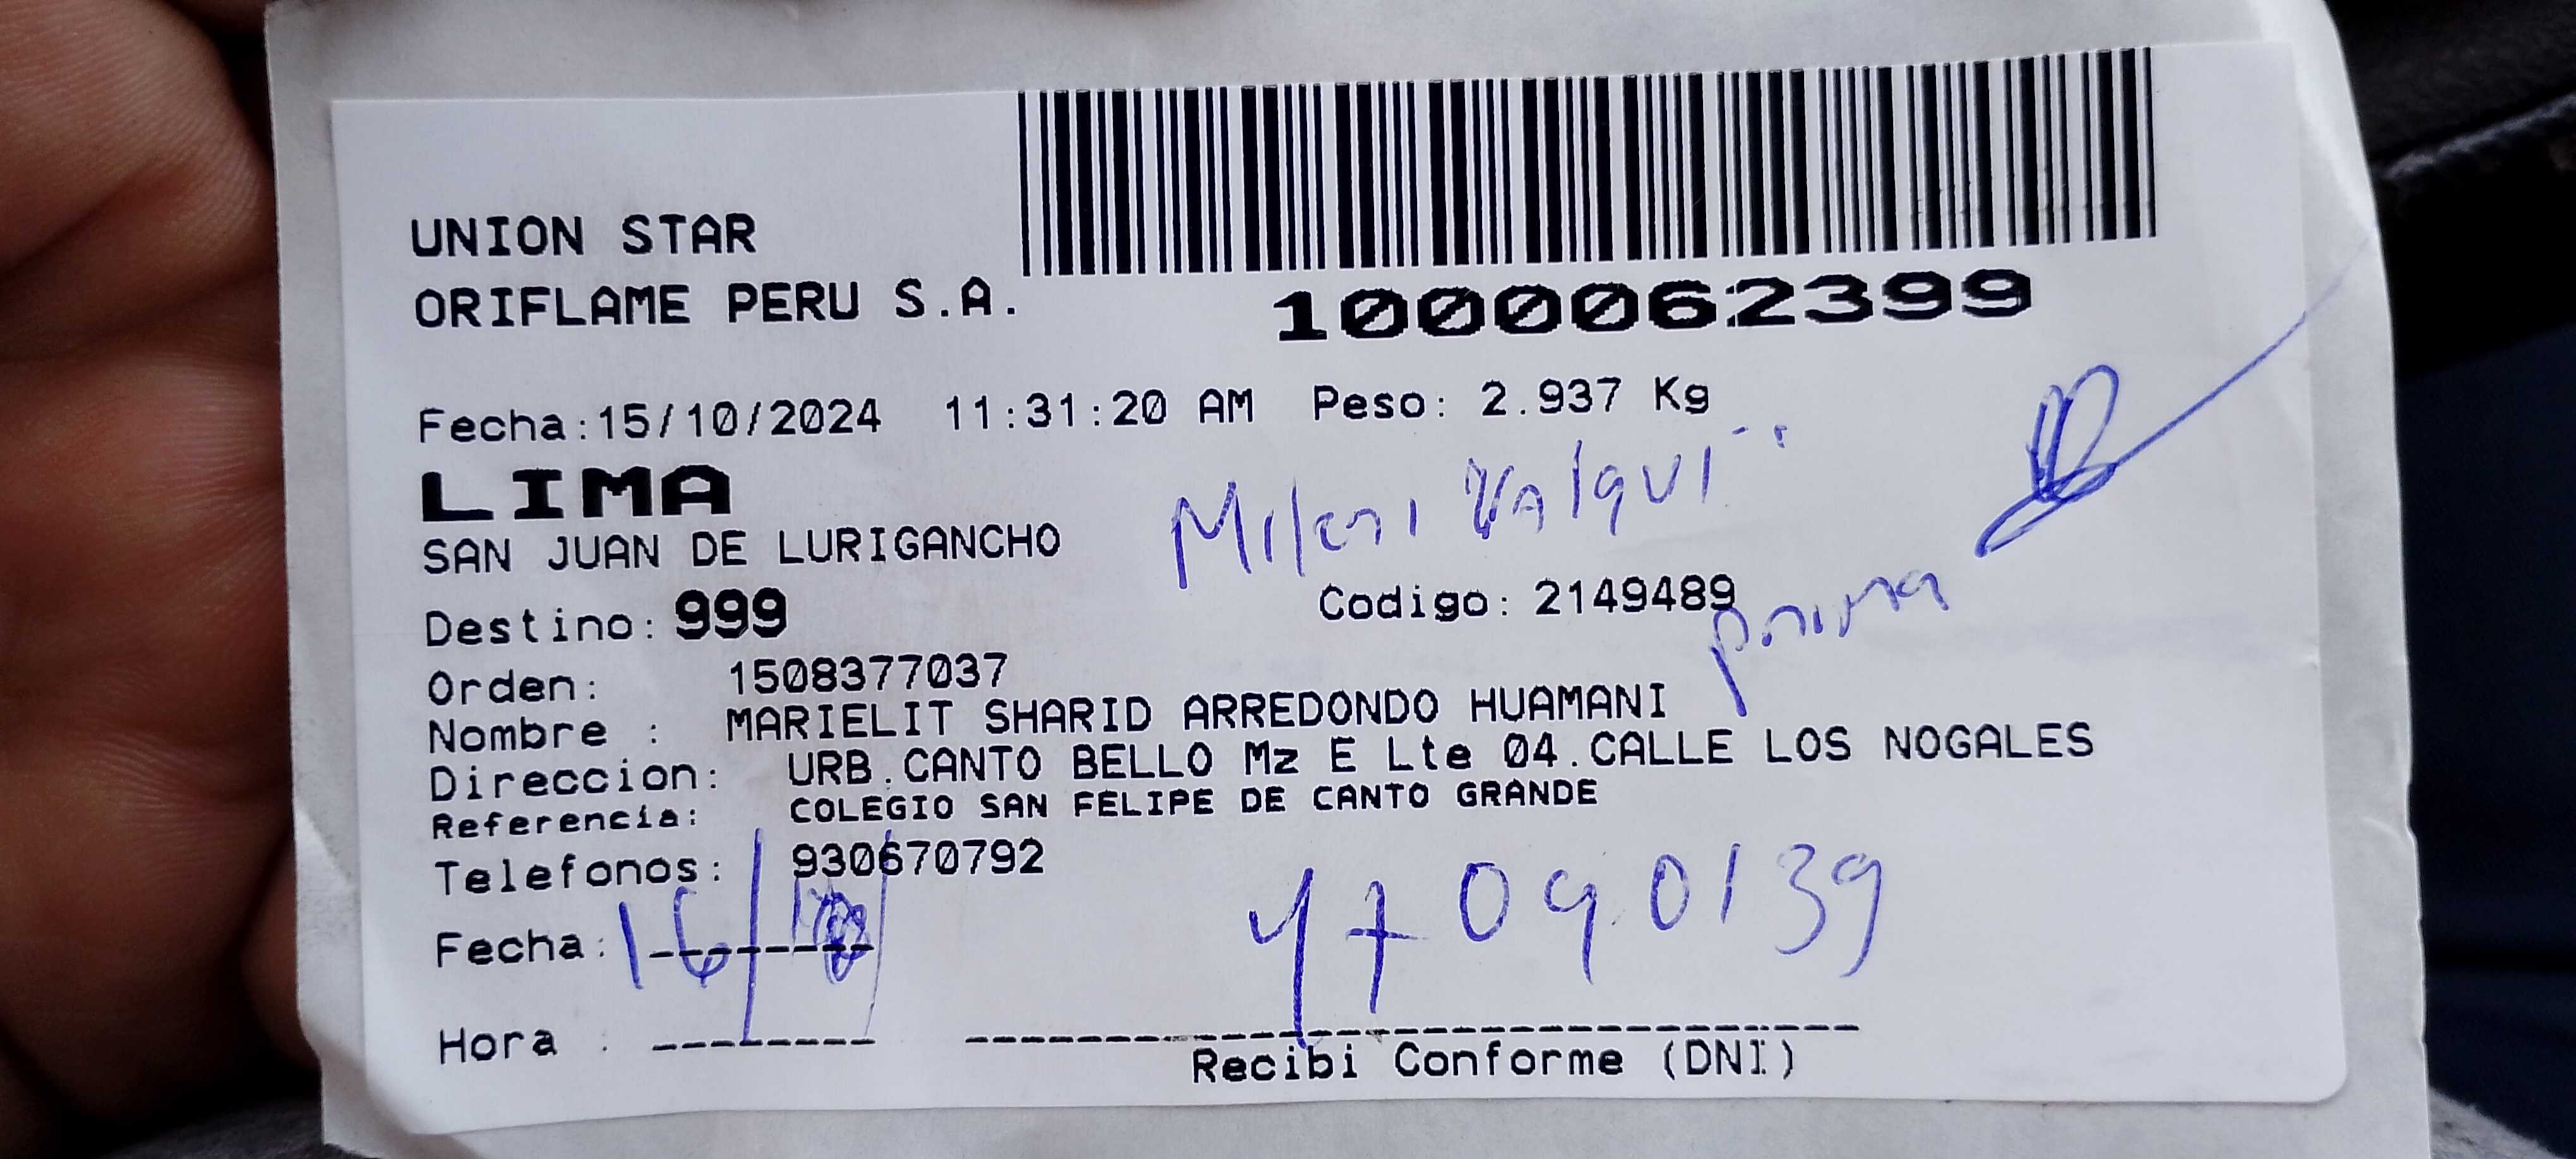 UNION STAR
ORIFLAME PERU S.A.
1000062399
Fecha:15/10/2024 11:31:20 AM Peso: 2.937 Kg
LIMA
SAN JUAN DE LURIGANCHO
Valqui
Destino: 999 Codigo: 2149489
prima
Orden: 1508377037
Nombre : MARIELIT SHARID ARREDONDO HUAMANI
Direccion: URB.CANTO BELLO Mz E Lte 04.CALLE LOS NOGALES
Referencia: COLEGIO SAN FELIPE DE CANTO GRANDE
Telefonos: 930670792
Fecha: 16/
47090139
Hora :
Recibi Conforme (DNI)